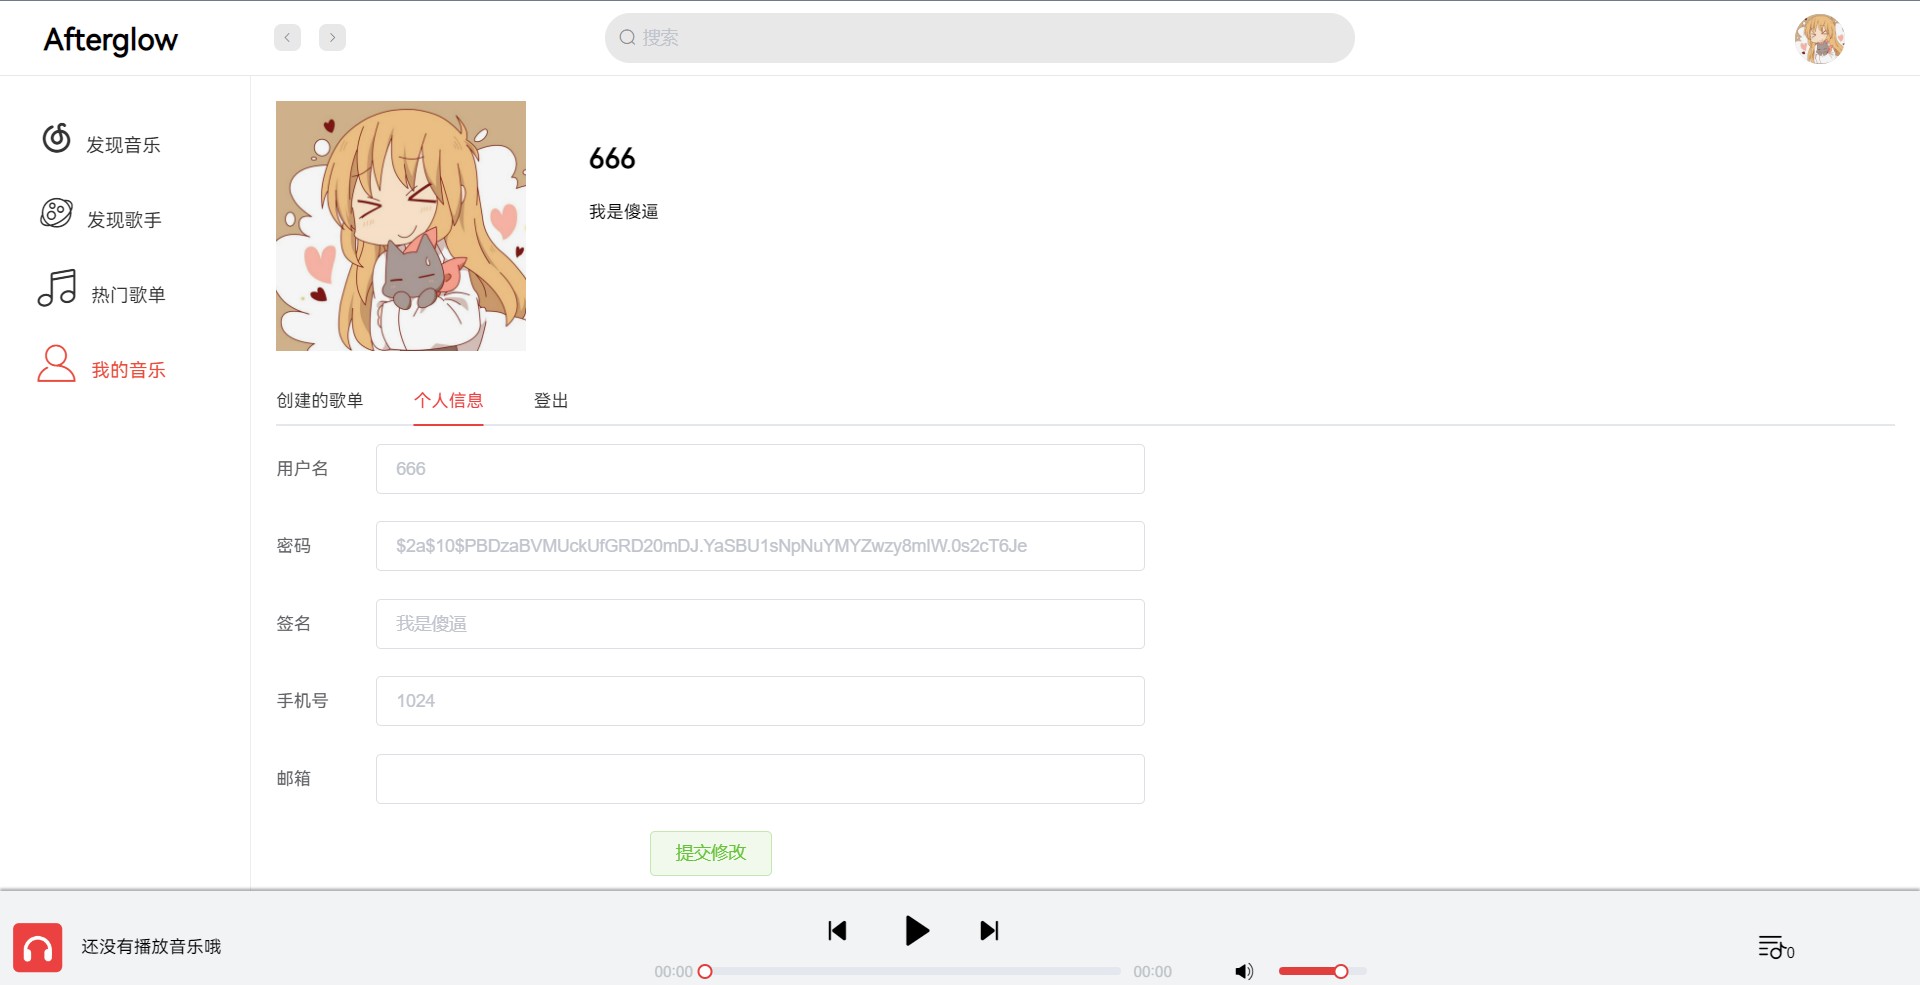 Afterglow
搜索
发现音乐
发现歌手
热门歌单
我的音乐
666
我是傻逼
创建的歌单 个人信息 登出
用户名 666
密码 $2a$10$PBDzaBVMUckUfGRD20mDJ.YaSBU1sNpNuYMYZwzy8mIW.0s2cT6Je
签名 我是傻逼
手机号 1024
邮箱
提交修改
还没有播放音乐哦
00:00 00:00
0